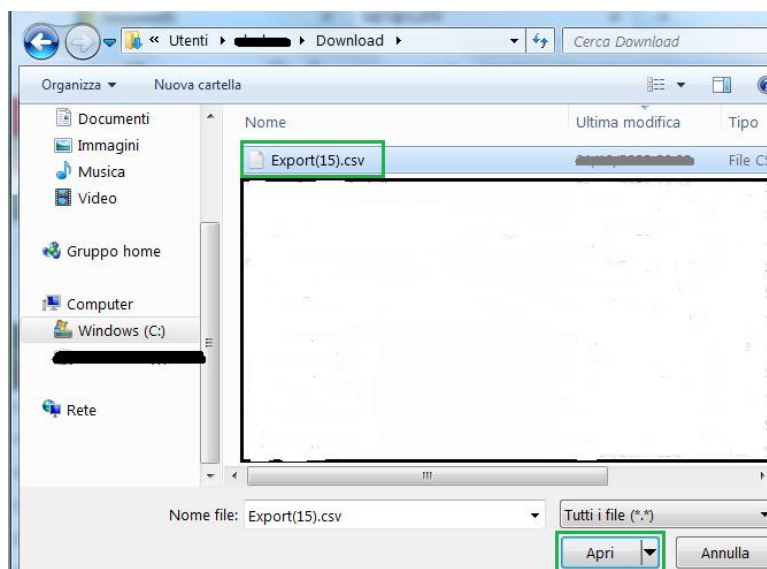 « Utenti Download Cerca Download
Organizza Nuova cartella
Documenti
Immagini
Musica
Video
Gruppo home
Computer
Windows (C:)
Rete
Nome Ultima modifica Tipo
Export(15).csv File CS
Nome file: Export(15).csv Tutti i file (*.*)
Apri Annulla